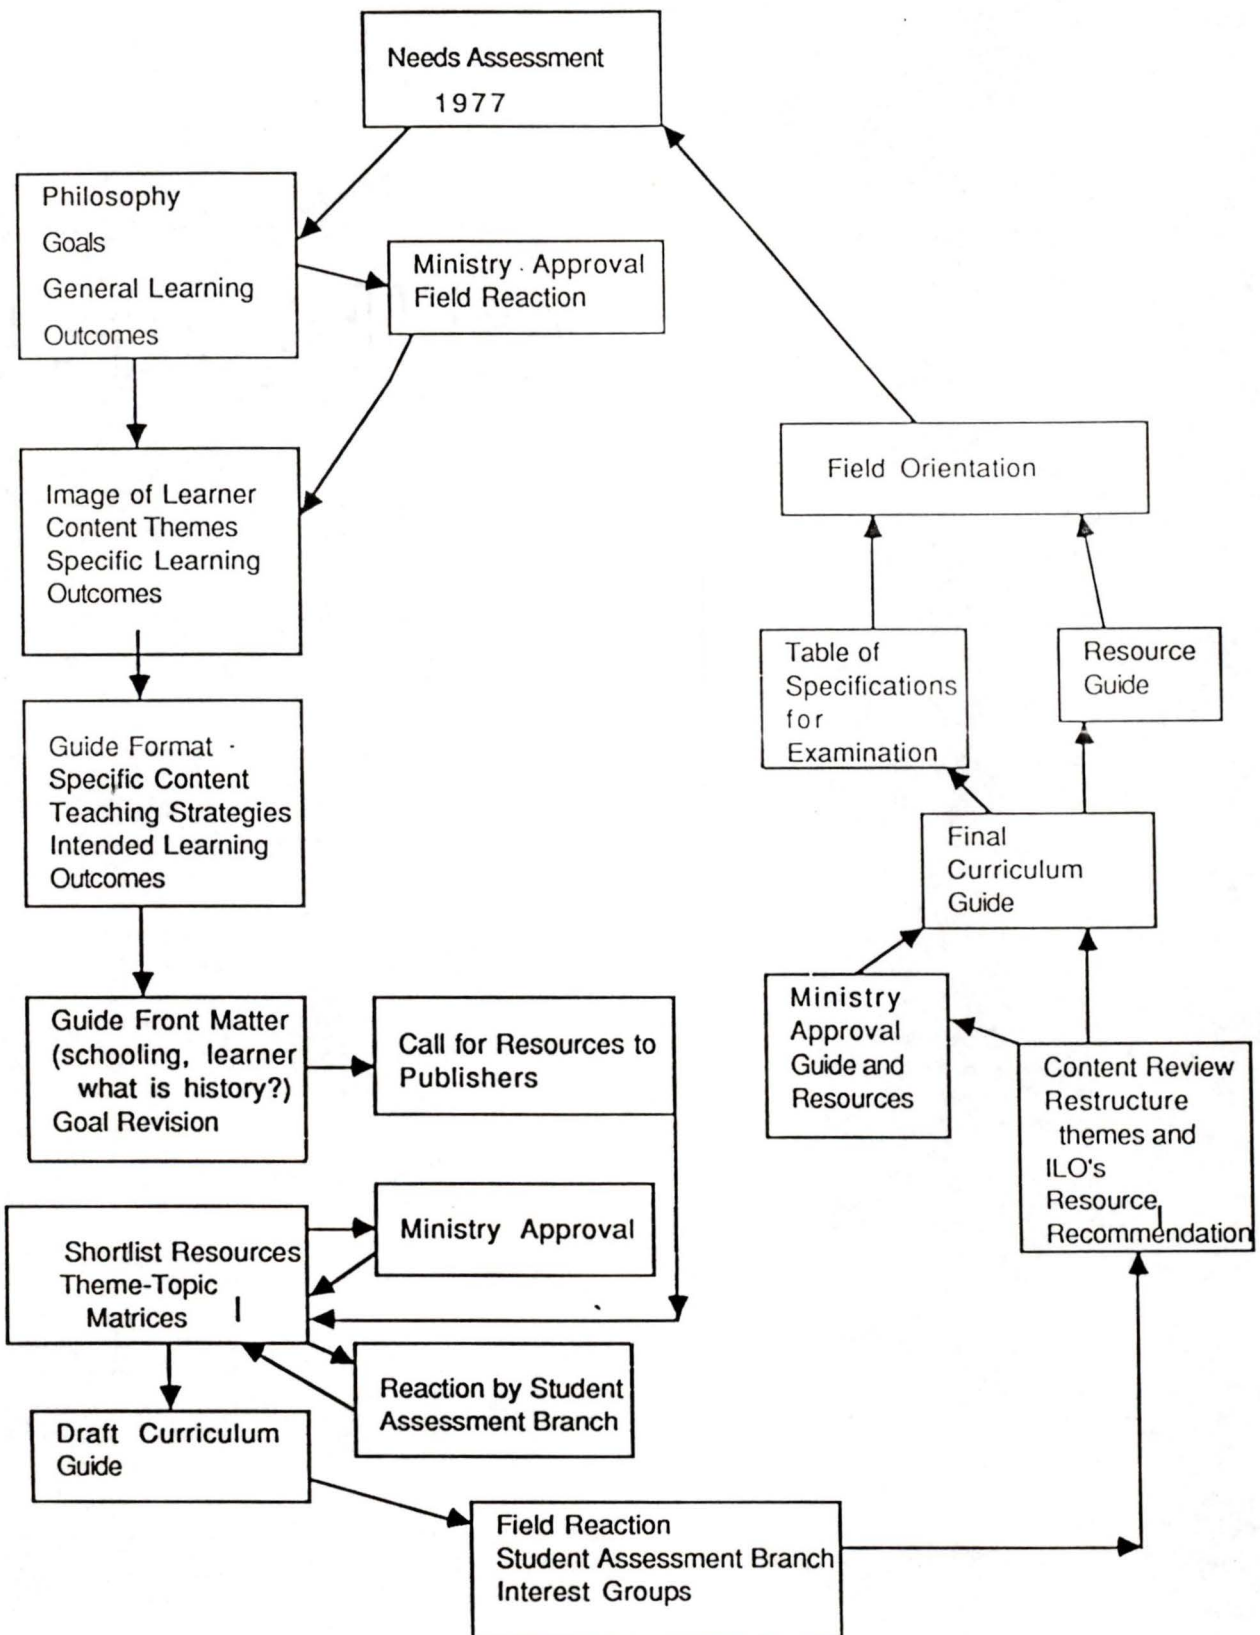 Needs Assessment
1977
Philosophy
Goals
General Learning
Outcomes
Ministry Approval
Field Reaction
Image of Learner
Content Themes
Specific Learning
Outcomes
Guide Format
Specific Content
Teaching Strategies
Intended Learning
Outcomes
Guide Front Matter
(schooling, learner
what is history?)
Goal Revision
Call for Resources to
Publishers
Shortlist Resources
Theme-Topic
Matrices
Ministry Approval
Reaction by Student
Assessment Branch
Draft Curriculum
Guide
Field Reaction
Student Assessment Branch
Interest Groups
Content Review
Restructure
themes and
ILO's
Resource
Recommendation
Ministry
Approval
Guide and
Resources
Final
Curriculum
Guide
Table of
Specifications
for
Examination
Resource
Guide
Field Orientation